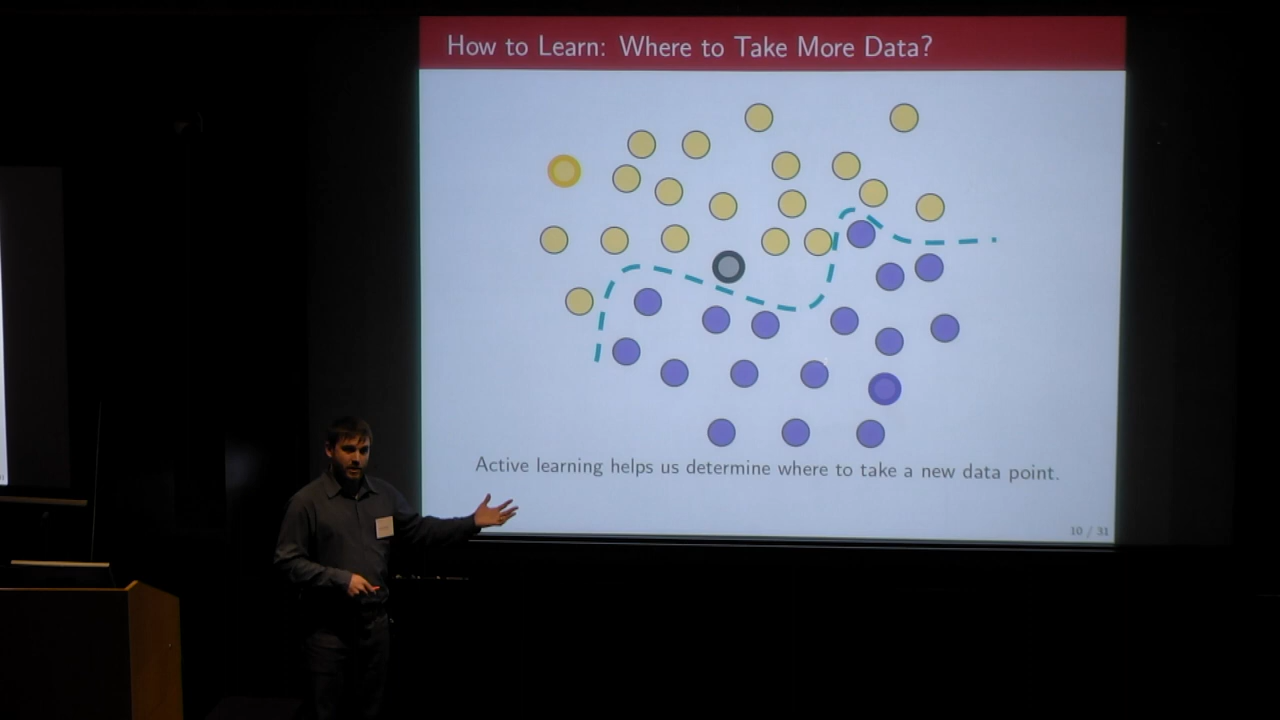 How to Learn: Where to Take More Data?
Active learning helps us determine where to take a new data point.
10 / 31